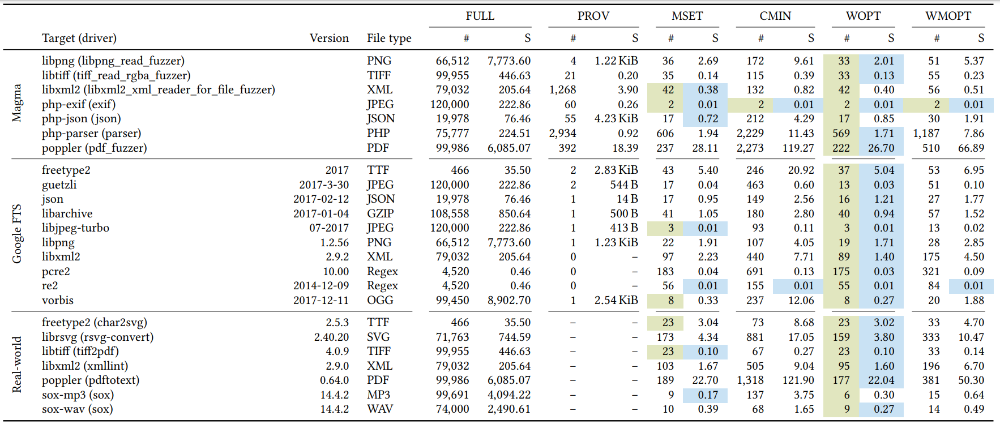 FULL PROV MSET CMIN WOPT WMOPT
Target (driver) Version File type # S # S # S # S # S # S
Magma
libpng (libpng_read_fuzzer) PNG 66,512 7,773.60 4 1.22 KiB 36 2.69 172 9.61 33 2.01 51 5.37
libtiff (tiff_read_rgba_fuzzer) TIFF 99,955 446.63 21 0.20 35 0.14 115 0.39 33 0.13 55 0.23
libxml2 (libxml2_xml_reader_for_file_fuzzer) XML 79,032 205.64 1,268 3.90 42 0.38 132 0.82 42 0.40 56 0.51
php-exif (exif) JPEG 120,000 222.86 60 0.26 2 0.01 2 0.01 2 0.01 2 0.01
php-json (json) JSON 19,978 76.46 55 4.23 KiB 17 0.72 212 4.29 17 0.85 30 1.91
php-parser (parser) PHP 75,777 224.51 2,934 0.92 606 1.94 2,229 11.43 569 1.71 1,187 7.86
poppler (pdf_fuzzer) PDF 99,986 6,085.07 392 18.39 237 28.11 2,273 119.27 222 26.70 510 66.89
Google FTS
freetype2 2017 TTF 466 35.50 2 2.83 KiB 43 5.40 246 20.92 37 5.04 53 6.95
guetzli 2017-3-30 JPEG 120,000 222.86 2 544 B 17 0.04 463 0.60 13 0.03 51 0.10
json 2017-02-12 JSON 19,978 76.46 1 14 B 17 0.95 149 2.56 16 1.21 27 1.77
libarchive 2017-01-04 GZIP 108,558 850.64 1 500 B 41 1.05 180 2.80 40 0.94 57 1.52
libjpeg-turbo 07-2017 JPEG 120,000 222.86 1 413 B 3 0.01 93 0.11 3 0.01 13 0.02
libpng 1.2.56 PNG 66,512 7,773.60 1 1.23 KiB 22 1.91 107 4.05 19 1.71 28 2.85
libxml2 2.9.2 XML 79,032 205.64 0 – 97 2.23 440 7.71 89 1.40 175 4.50
pcre2 10.00 Regex 4,520 0.46 0 – 183 0.04 691 0.13 175 0.03 321 0.09
re2 2014-12-09 Regex 4,520 0.46 0 – 56 0.01 155 0.01 55 0.01 84 0.01
vorbis 2017-12-11 OGG 99,450 8,902.70 1 2.54 KiB 8 0.33 237 12.06 8 0.27 20 1.88
Real-world
freetype2 (char2svg) 2.5.3 TTF 466 35.50 – – 23 3.04 73 8.68 23 3.02 33 4.70
librsvg (rsvg-convert) 2.40.20 SVG 71,763 744.59 – – 173 4.34 881 17.05 159 3.80 333 10.47
libtiff (tiff2pdf) 4.0.9 TIFF 99,955 446.63 – – 23 0.10 67 0.27 23 0.10 33 0.14
libxml2 (xmllint) 2.9.0 XML 79,032 205.64 – – 103 1.67 505 9.04 95 1.60 196 6.70
poppler (pdftotext) 0.64.0 PDF 99,986 6,085.07 – – 189 22.70 1,318 121.90 177 22.04 381 50.30
sox-mp3 (sox) 14.4.2 MP3 99,691 4,094.22 – – 9 0.17 137 3.75 6 0.30 15 0.64
sox-wav (sox) 14.4.2 WAV 74,000 2,490.61 – – 10 0.39 68 1.65 9 0.27 14 0.49